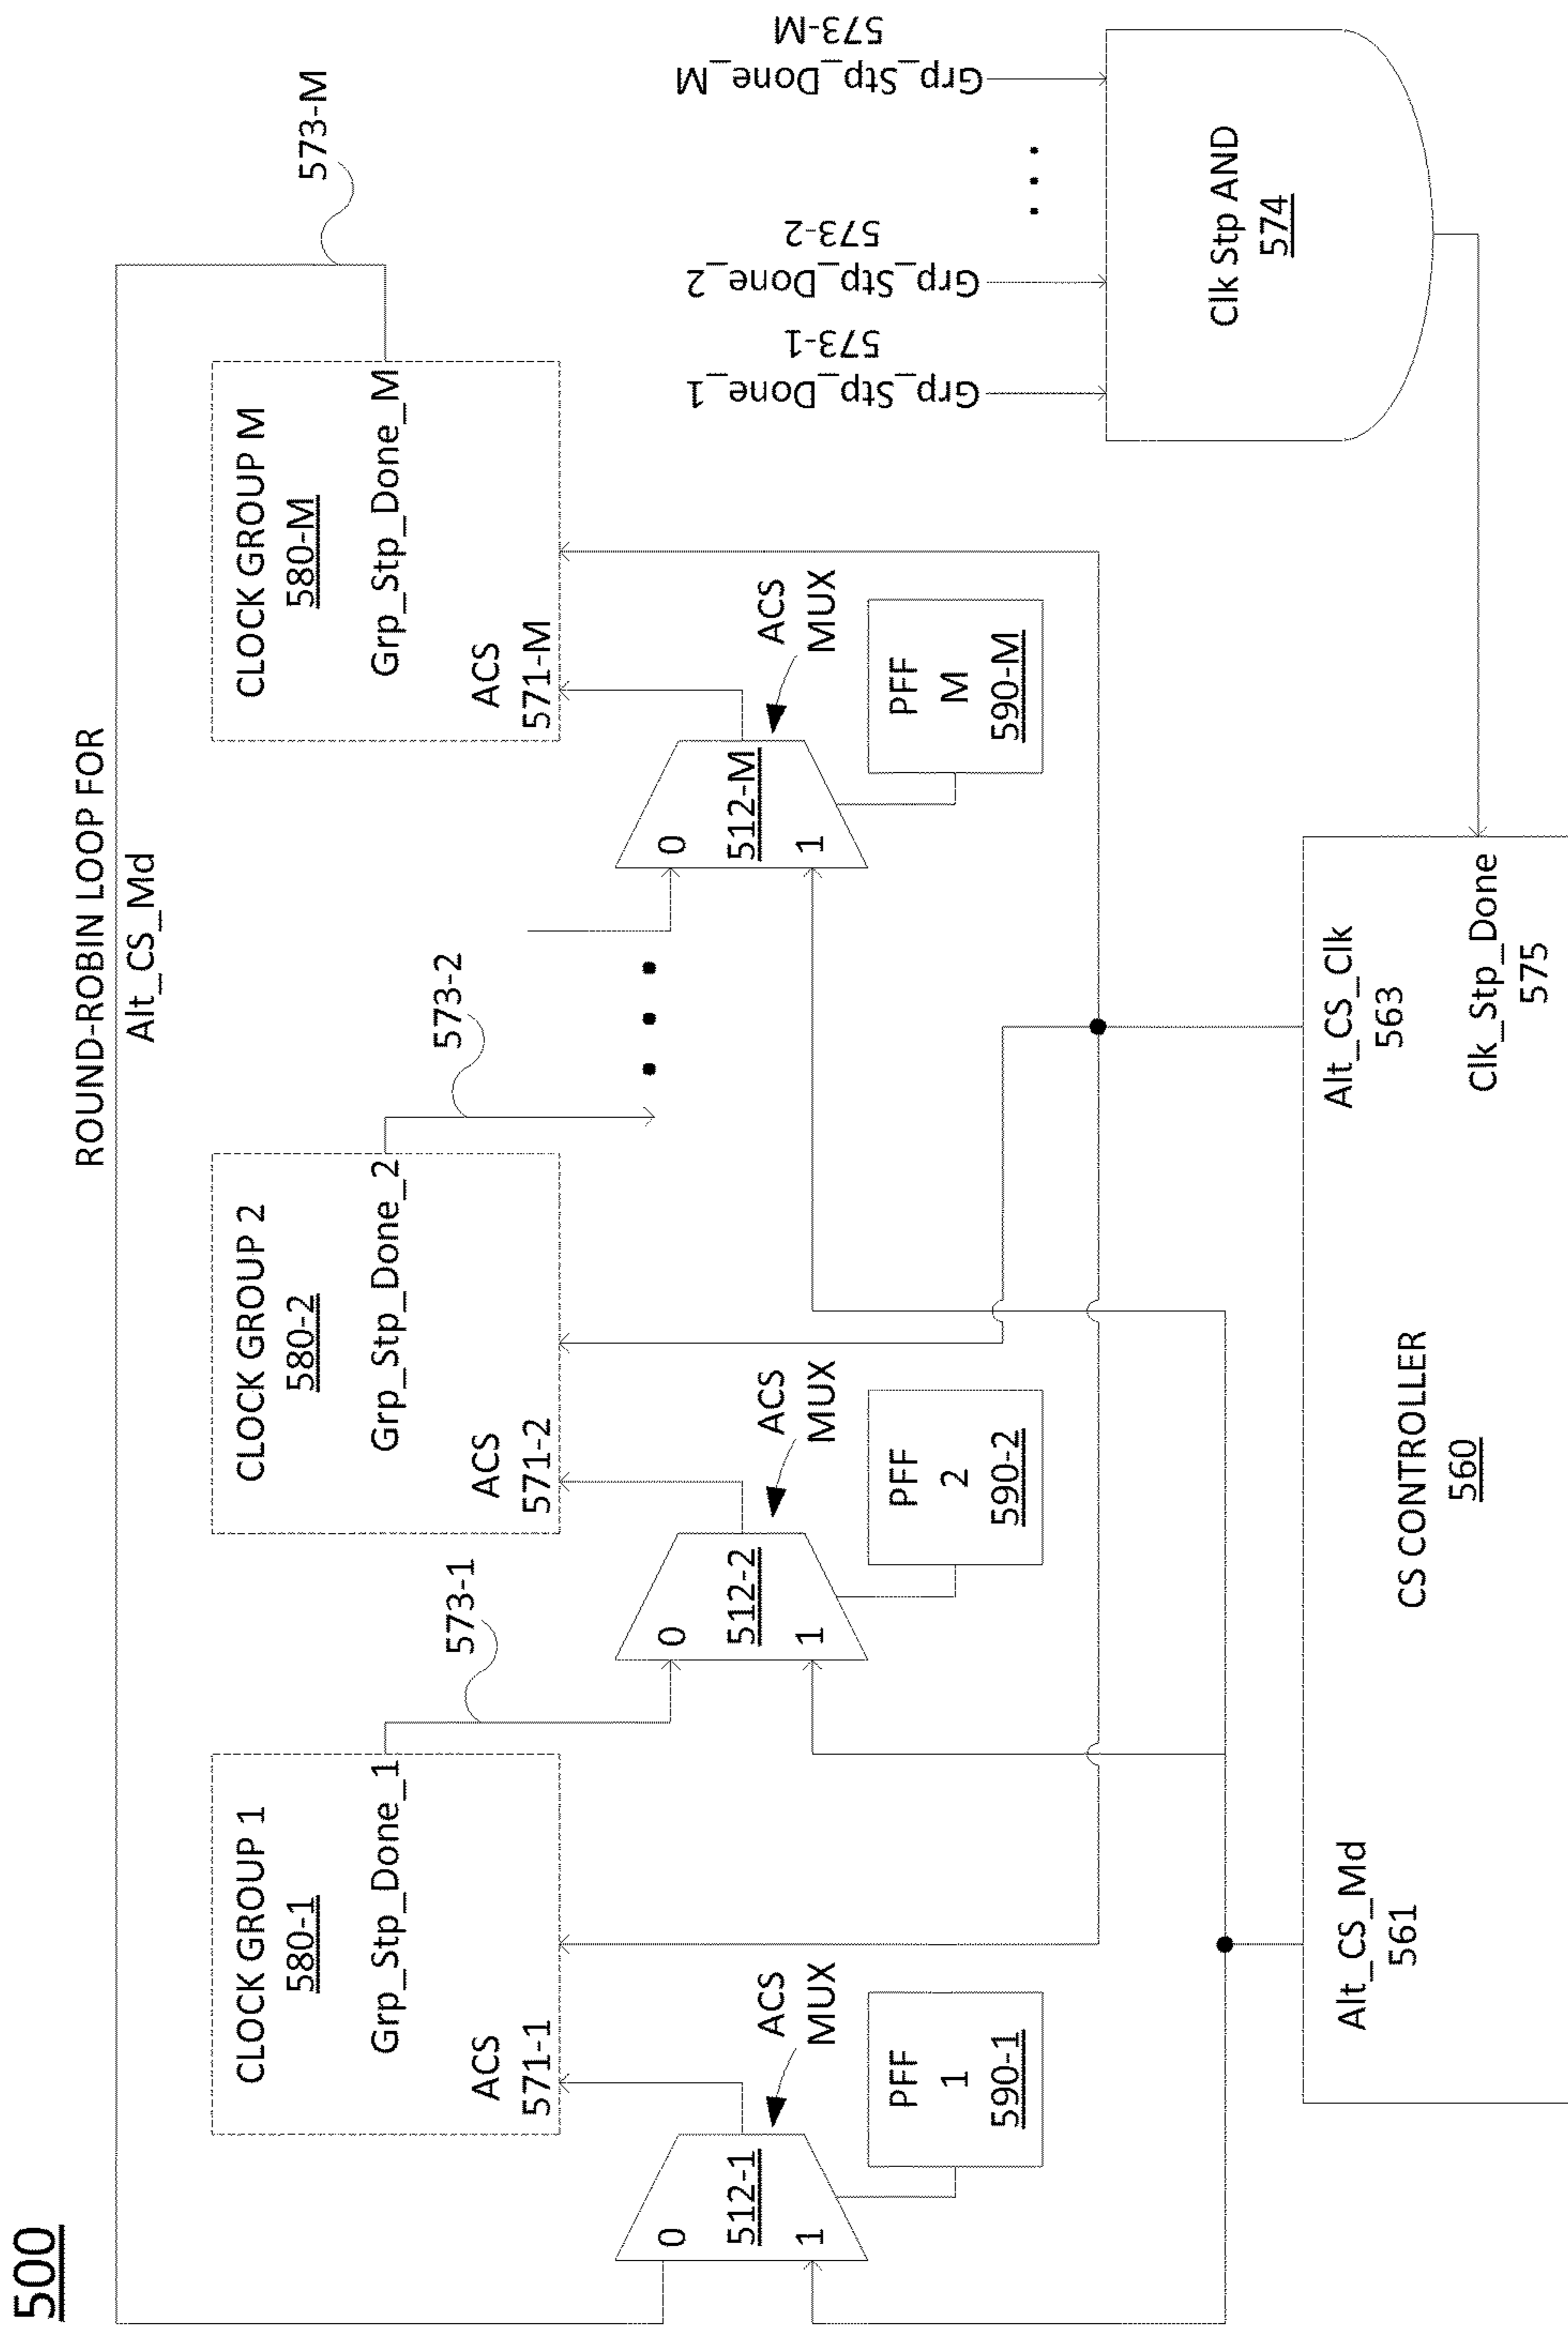 500
ROUND-ROBIN LOOP FOR
Alt_CS_Md
573-M
CLOCK GROUP 1
580-1
Grp_Stp_Done_1
ACS
571-1
573-1
CLOCK GROUP 2
580-2
Grp_Stp_Done_2
ACS
571-2
573-2
CLOCK GROUP M
580-M
Grp_Stp_Done_M
ACS
571-M
0
512-1
1
ACS
MUX
PFF
1
590-1
0
512-2
1
ACS
MUX
PFF
2
590-2
0
512-M
1
ACS
MUX
PFF
M
590-M
Grp_Stp_Done_1
573-1
Grp_Stp_Done_2
573-2
Grp_Stp_Done_M
573-M
Clk Stp AND
574
Alt_CS_Md
561
CS CONTROLLER
560
Alt_CS_Clk
563
Clk_Stp_Done
575